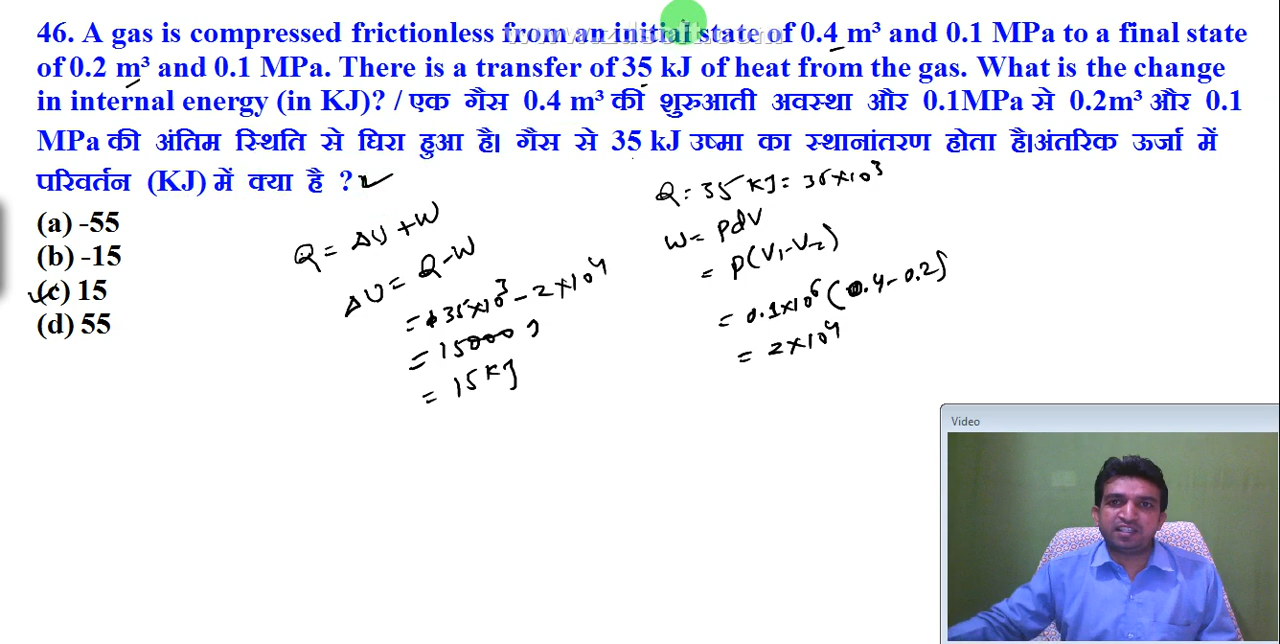 46. A gas is compressed frictionless from an initial state of 0.4 m³ and 0.1 MPa to a final state
of 0.2 m³ and 0.1 MPa. There is a transfer of 35 kJ of heat from the gas. What is the change
in internal energy (in KJ)? / एक गैस 0.4 m³ की शुरुआती अवस्था और 0.1MPa से 0.2m³ और 0.1
MPa की अंतिम स्थिति से घिरा हुआ है। गैस से 35 kJ उष्मा का स्थानांतरण होता है।अंतरिक ऊर्जा में
परिवर्तन (KJ) में क्या है ?
(a) -55
(b) -15
(c) 15
(d) 55
Q = ΔU + W
ΔU = Q - W
= 35×10³ - 2×10⁴
= 15000 J
= 15 KJ
Q = 35 KJ = 35×10³
W = PdV
= P(V₁-V₂)
= 0.1×10⁶ (0.4-0.2)
= 2×10⁴
Video